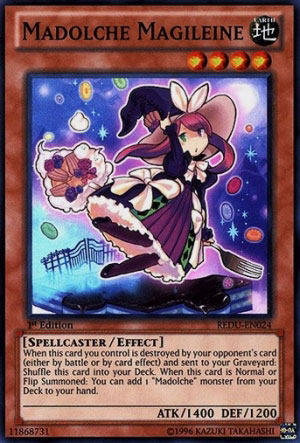 MADOLCHE MAGILEINE
EARTH
地
1st Edition
REDU-EN024
[SPELLCASTER / EFFECT]
When this card you control is destroyed by your opponent's card
(either by battle or by card effect) and sent to your Graveyard:
Shuffle this card into your Deck. When this card is Normal or
Flip Summoned: You can add 1 "Madolche" monster from your
Deck to your hand.
ATK/1400 DEF/1200
11868731
©1996 KAZUKI TAKAHASHI